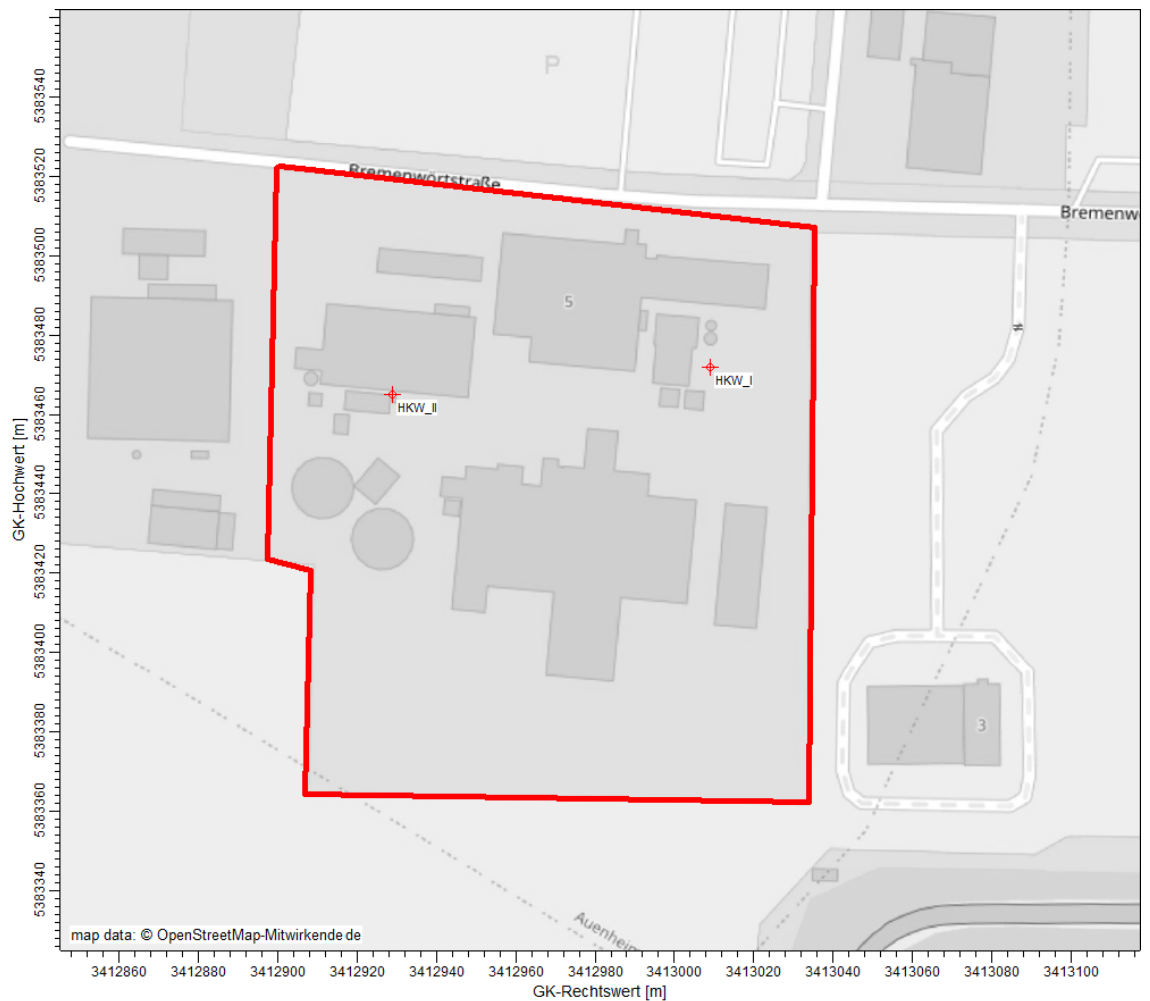 P
Bremenwörtstraße
Bremenw
5
HKW_I
HKW_II
3
Auenhein
map data: © OpenStreetMap-Mitwirkende de
GK-Hochwert [m]
5383540
5383520
5383500
5383480
5383460
5383440
5383420
5383400
5383380
5383360
5383340
3412860
3412880
3412900
3412920
3412940
3412960
3412980
3413000
3413020
3413040
3413060
3413080
3413100
GK-Rechtswert [m]